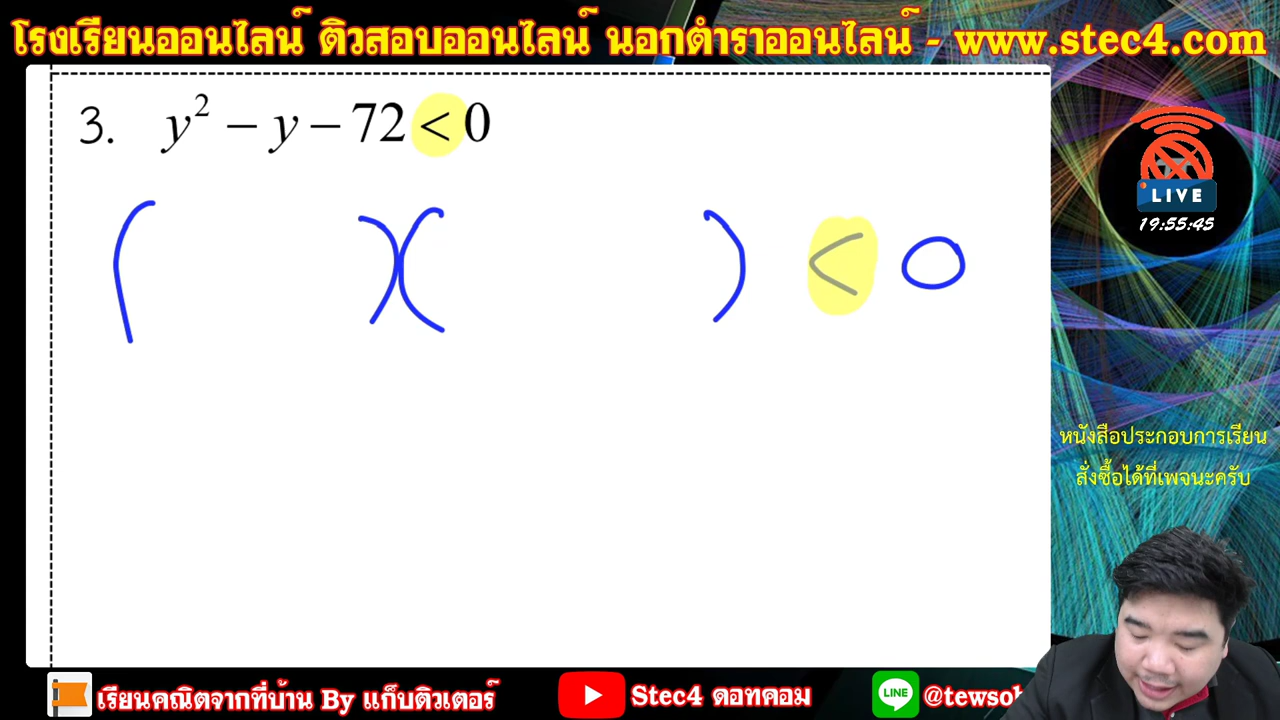 โรงเรียนออนไลน์ ติวสอบออนไลน์ นอกตำราออนไลน์ - www.stec4.com
3. y² − y − 72 < 0
( )( ) < 0
LIVE
19:55:45
หนังสือประกอบการเรียน
สั่งซื้อได้ที่เพจนะครับ
เรียนคณิตจากที่บ้าน By แก็บติวเตอร์
Stec4 ดอทคอม
LINE